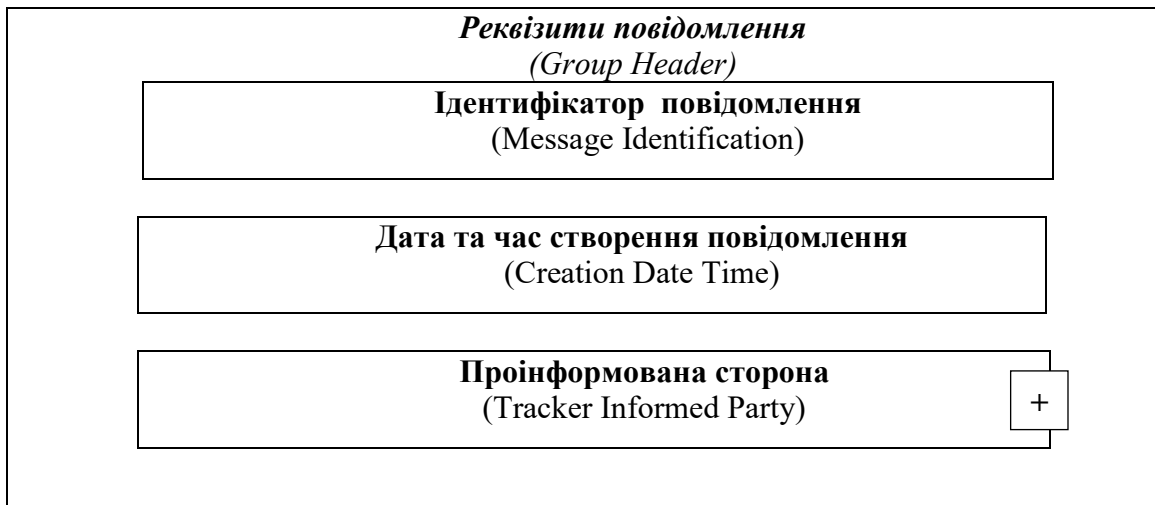 Реквізити повідомлення
(Group Header)
Ідентифікатор повідомлення
(Message Identification)
Дата та час створення повідомлення
(Creation Date Time)
Проінформована сторона
(Tracker Informed Party)
+